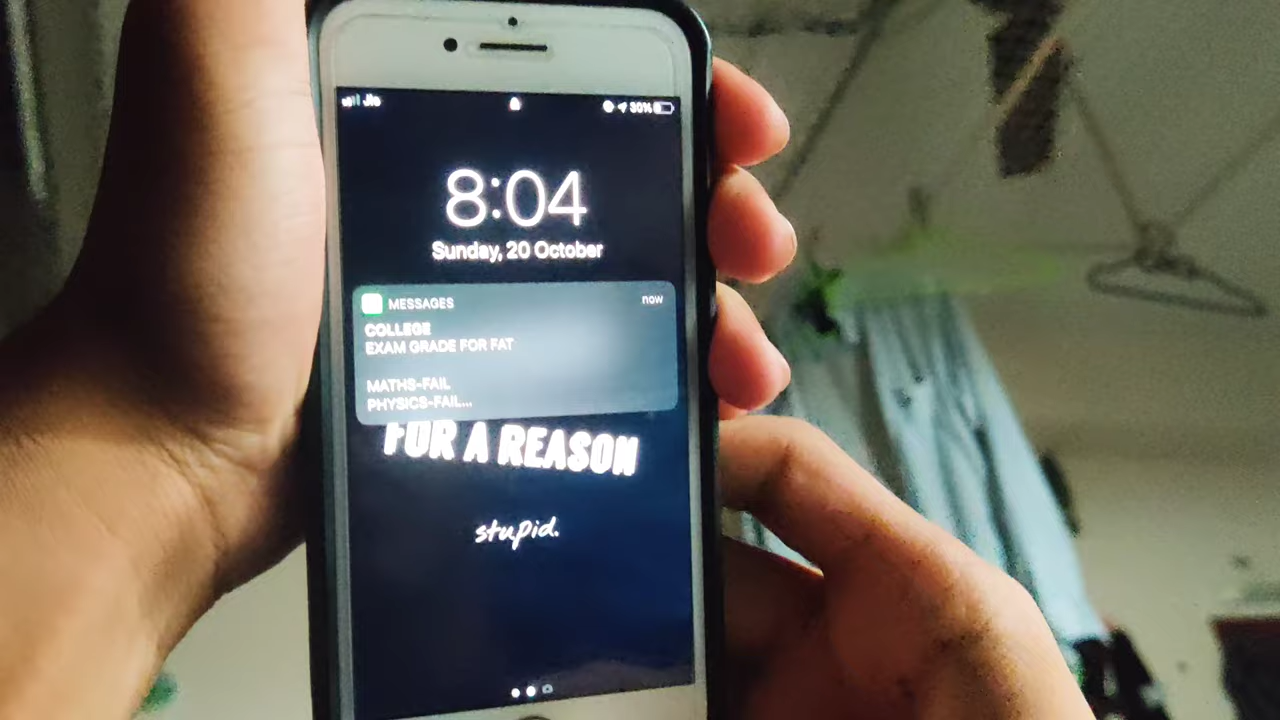 Jio
30%
8:04
Sunday, 20 October
MESSAGES now
COLLEGE
EXAM GRADE FOR FAT
MATHS-FAIL
PHYSICS-FAIL...
FOR A REASON
stupid.